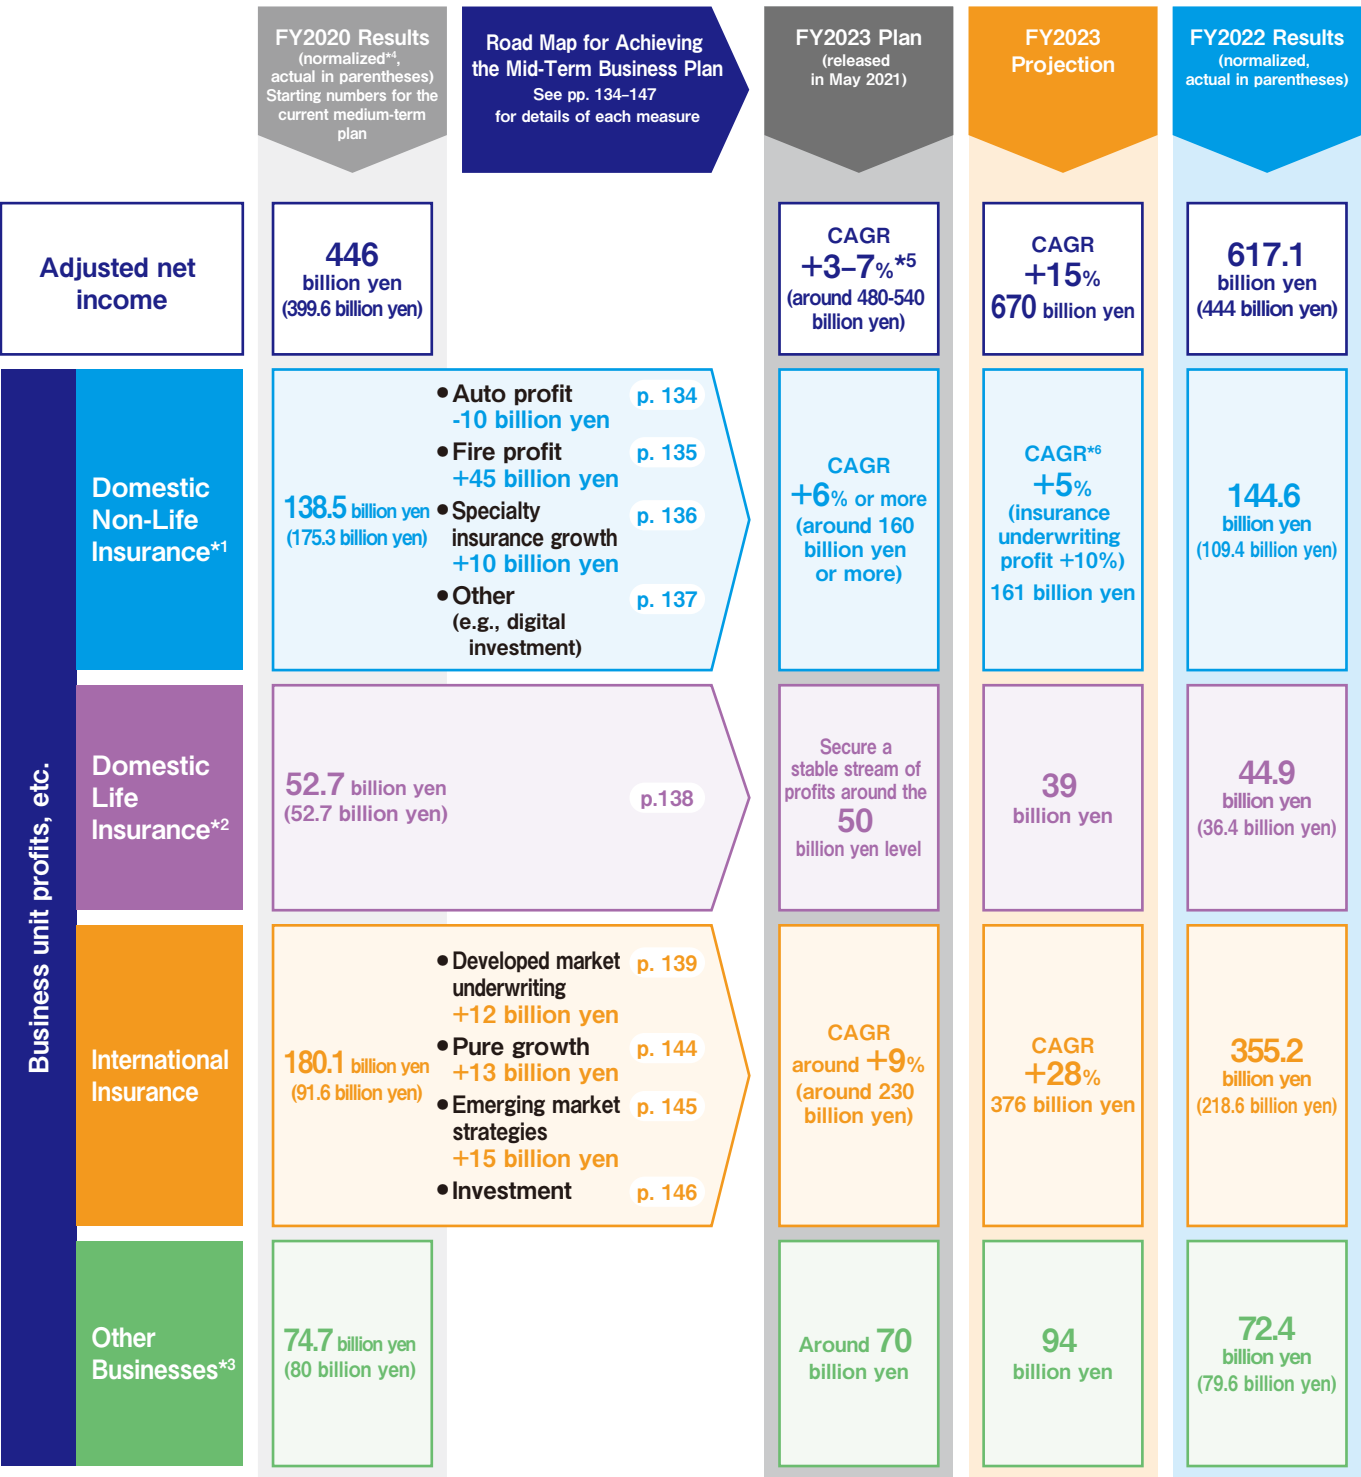 FY2020 Results
(normalized*4,
actual in parentheses)
Starting numbers for the
current medium-term
plan
Road Map for Achieving
the Mid-Term Business Plan
See pp. 134–147
for details of each measure
FY2023 Plan
(released
in May 2021)
FY2023
Projection
FY2022 Results
(normalized,
actual in parentheses)
Adjusted net
income
446
billion yen
(399.6 billion yen)
CAGR
+3–7%*5
(around 480-540
billion yen)
CAGR
+15%
670 billion yen
617.1
billion yen
(444 billion yen)
Business unit profits, etc.
Domestic
Non-Life
Insurance*1
138.5 billion yen
(175.3 billion yen)
• Auto profit p. 134
-10 billion yen
• Fire profit p. 135
+45 billion yen
• Specialty p. 136
insurance growth
+10 billion yen
• Other p. 137
(e.g., digital
investment)
CAGR
+6% or more
(around 160
billion yen
or more)
CAGR*6
+5%
(insurance
underwriting
profit +10%)
161 billion yen
144.6
billion yen
(109.4 billion yen)
Domestic
Life
Insurance*2
52.7 billion yen
(52.7 billion yen)
p.138
Secure a
stable stream of
profits around the
50
billion yen level
39
billion yen
44.9
billion yen
(36.4 billion yen)
International
Insurance
180.1 billion yen
(91.6 billion yen)
• Developed market p. 139
underwriting
+12 billion yen
• Pure growth p. 144
+13 billion yen
• Emerging market p. 145
strategies
+15 billion yen
• Investment p. 146
CAGR
around +9%
(around 230
billion yen)
CAGR
+28%
376 billion yen
355.2
billion yen
(218.6 billion yen)
Other
Businesses*3
74.7 billion yen
(80 billion yen)
Around 70
billion yen
94
billion yen
72.4
billion yen
(79.6 billion yen)